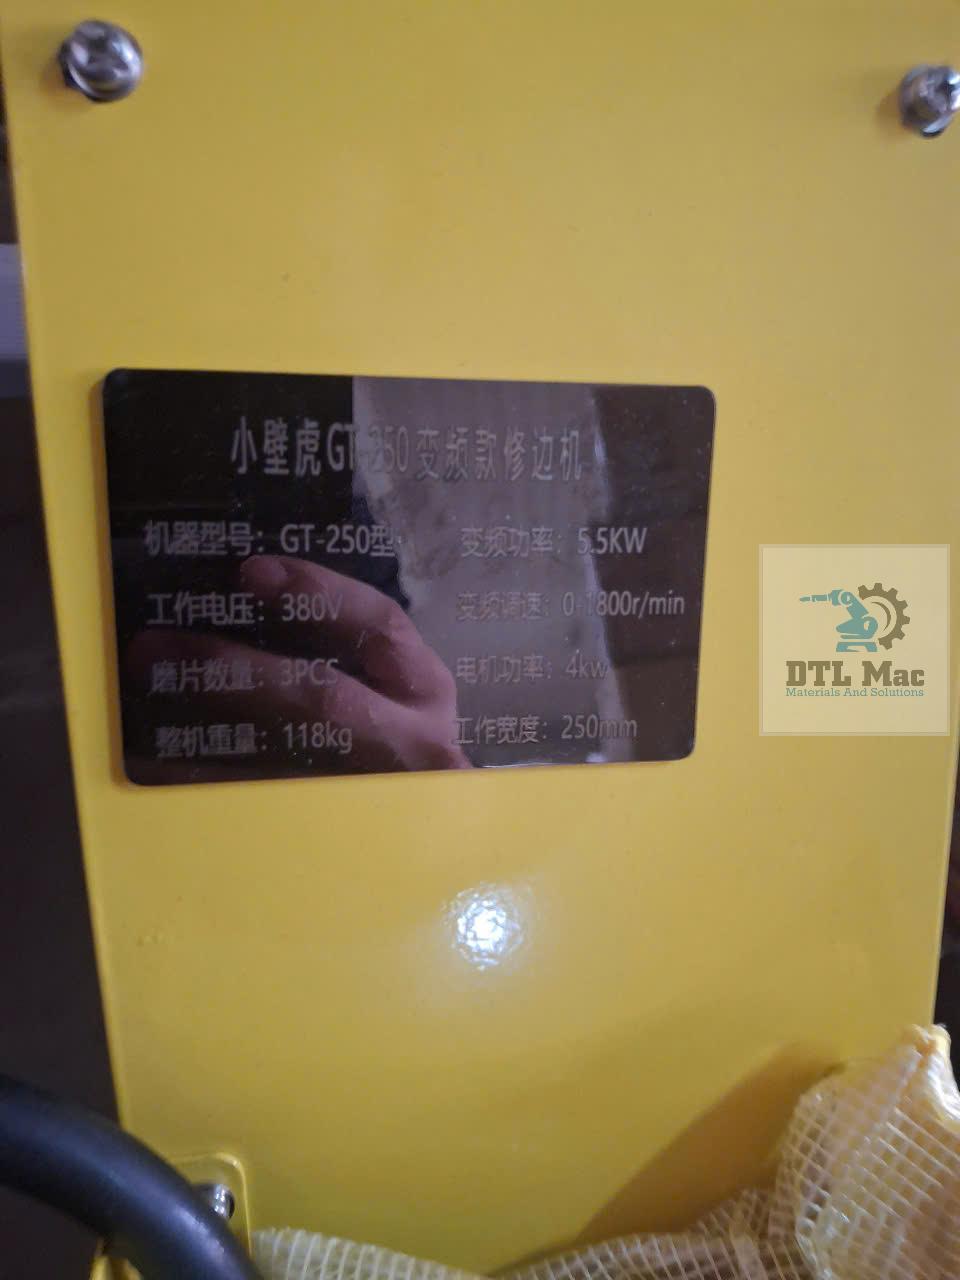 小壁虎GT-250变频款修边机
机器型号：GT-250型 变频功率：5.5KW
工作电压：380V 变频调速：0-1800r/min
磨片数量：3PCS 电机功率：4kw
整机重量：118kg 工作宽度：250mm
DTL Mac
Materials And Solutions